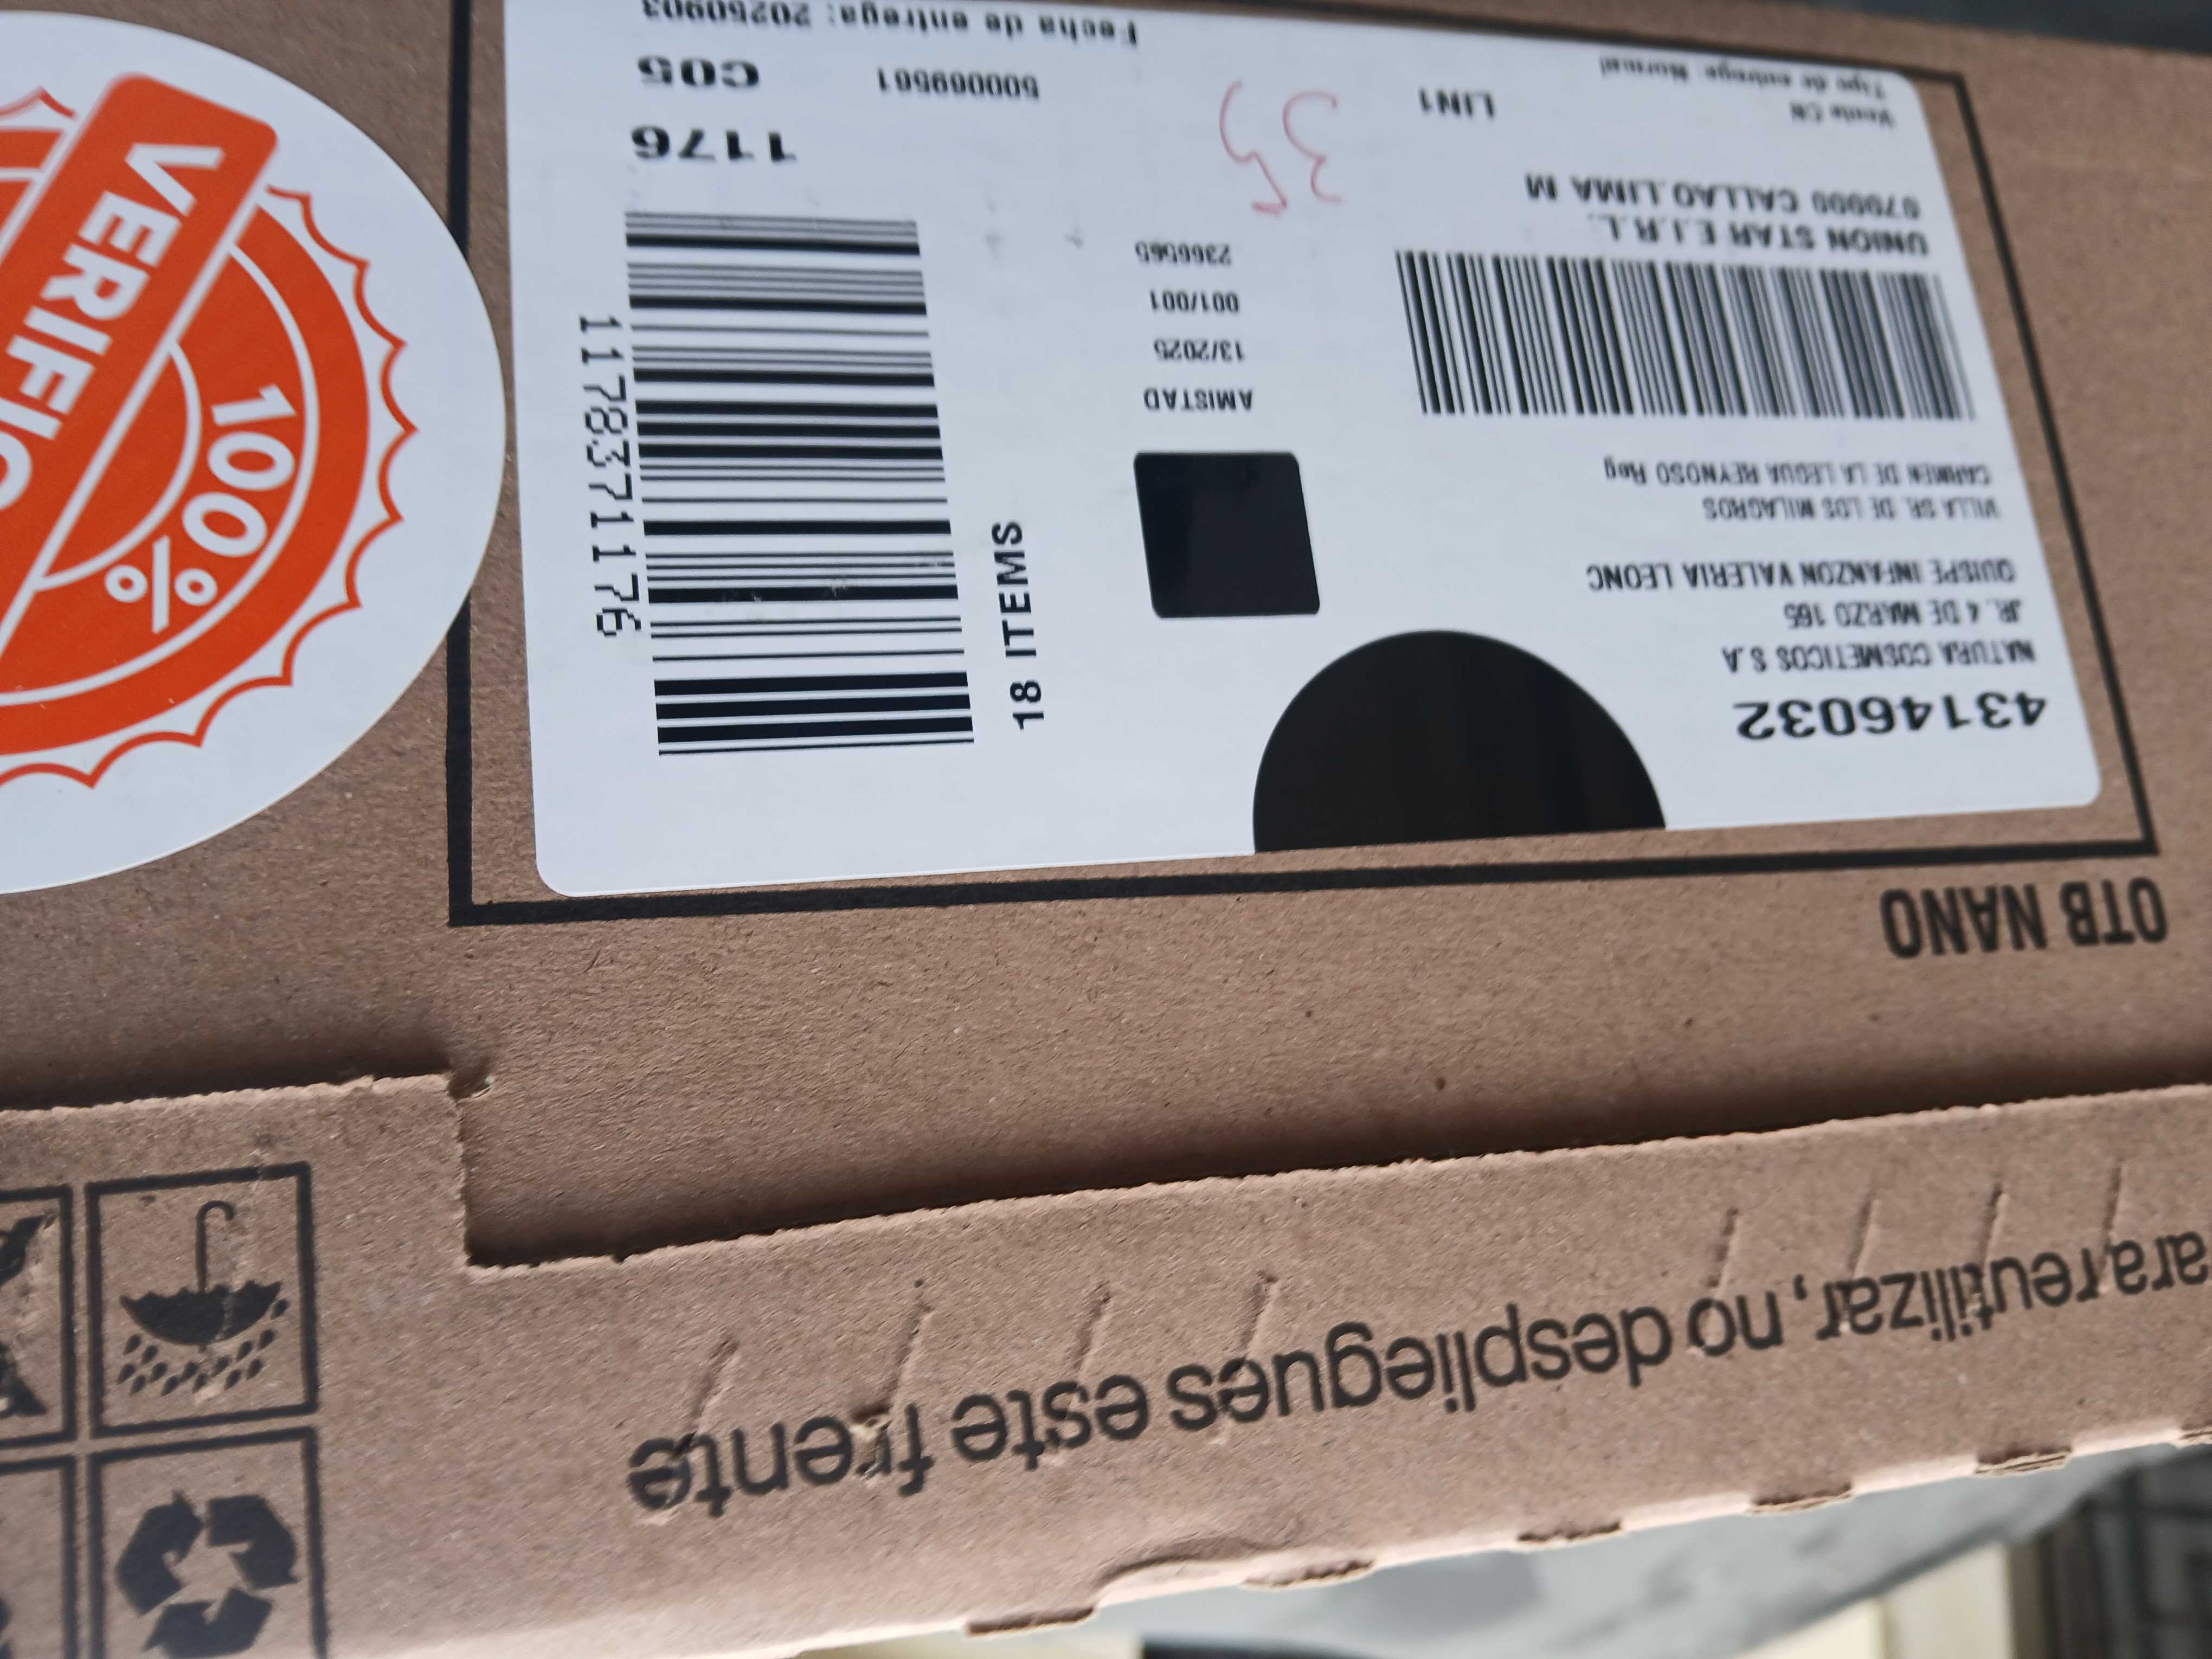 43146032
NATURA COSMETICOS S.A
JR. 4 DE MARZO 165
QUISPE INFANZON VALERIA LEONC
VILLA SR. DE LOS MILAGROS
CARMEN DE LA LEGUA REYNOSO Reg
UNION STAR E.I.R.L.
070000 CALLAO.LIMA M
Venta CN
Tipo de entrega: Normal
LIN1
AMISTAD
13/2025
001/001
2366565
35
18 ITEMS
1178371176
1176
500069561
C05
Fecha de entrega: 20250903
OTB NANO
100%
VERIFIC
ara reutilizar, no despliegues este frente